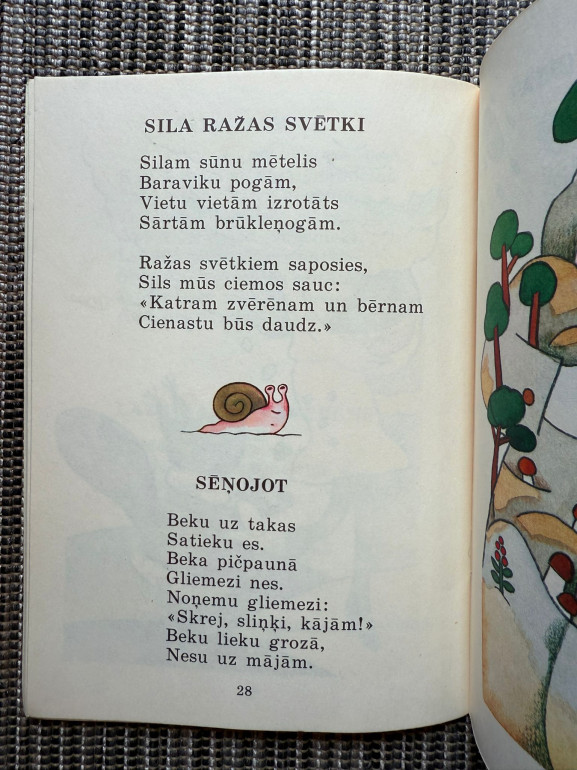 SILA RAŽAS SVĒTKI
Silam sūnu mētelis
Baraviku pogām,
Vietu vietām izrotāts
Sārtām brūkleņogām.
Ražas svētkiem saposies,
Sils mūs ciemos sauc:
«Katram zvērēnam un bērnam
Cienastu būs daudz.»
SĒŅOJOT
Beku uz takas
Satieku es.
Beka pičpaunā
Gliemezi nes.
Noņemu gliemezi:
«Skrej, sliņķi, kājām!»
Beku lieku grozā,
Nesu uz mājām.
28